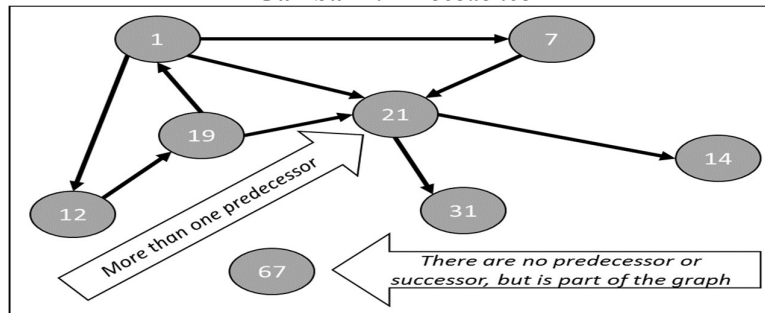 1
7
21
19
14
12
31
More than one predecessor
67
There are no predecessor or
successor, but is part of the graph